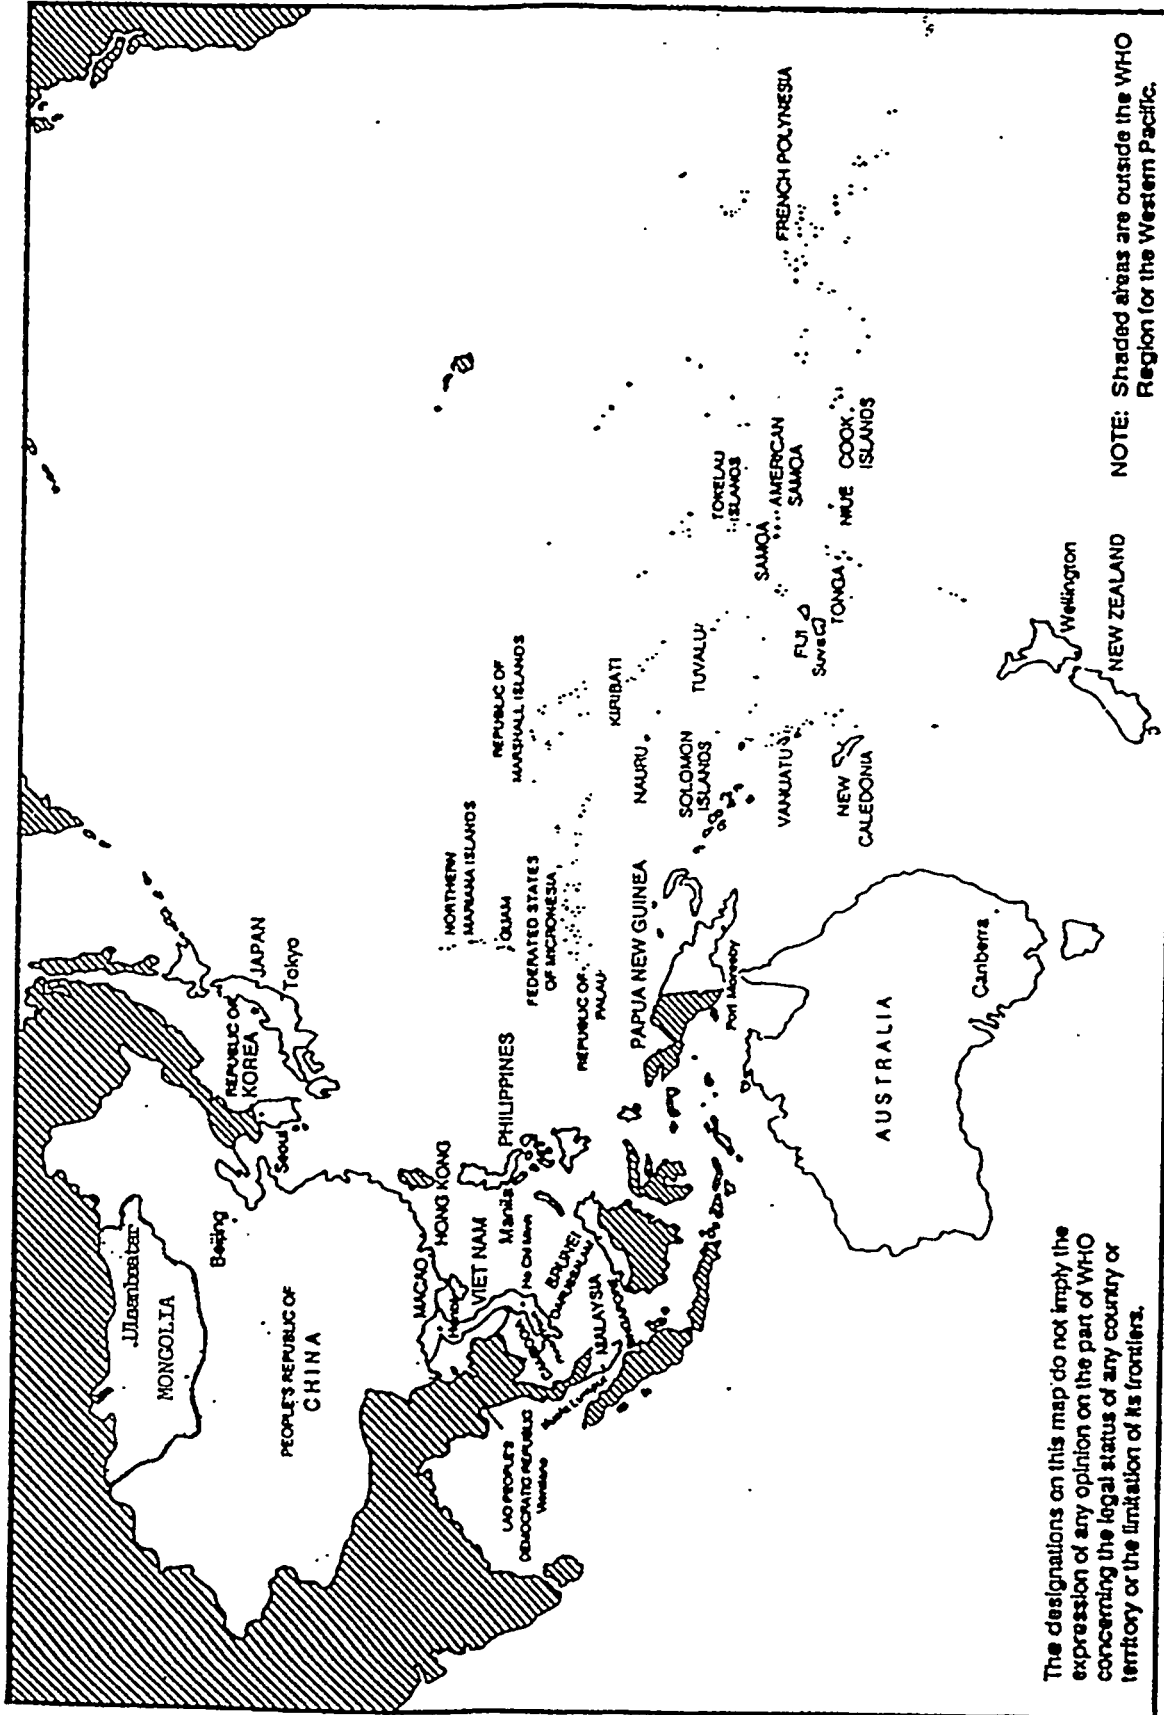 Ulaanbaatar
MONGOLIA
PEOPLE'S REPUBLIC OF
CHINA
Beijing
Seoul
REPUBLIC OF
KOREA
JAPAN
Tokyo
MACAO
HONG KONG
Hanoi
VIET NAM
LAO PEOPLE'S
DEMOCRATIC REPUBLIC
Vientiane
Ho Chi Minh
Manila
PHILIPPINES
BRUNEI
DARUSSALAM
MALAYSIA
Kuala Lumpur
NORTHERN
MARIANA ISLANDS
GUAM
FEDERATED STATES
OF MICRONESIA
REPUBLIC OF
PALAU
REPUBLIC OF
MARSHALL ISLANDS
KIRIBATI
NAURU
TUVALU
SOLOMON
ISLANDS
PAPUA NEW GUINEA
Port Moresby
TOKELAU
ISLANDS
SAMOA
AMERICAN
SAMOA
FRENCH POLYNESIA
VANUATU
FIJI
Suva
TONGA
NIUE
COOK
ISLANDS
NEW
CALEDONIA
AUSTRALIA
Canberra
Wellington
NEW ZEALAND
The designations on this map do not imply the
expression of any opinion on the part of WHO
concerning the legal status of any country or
territory or the limitation of its frontiers.
NOTE: Shaded areas are outside the WHO
Region for the Western Pacific.